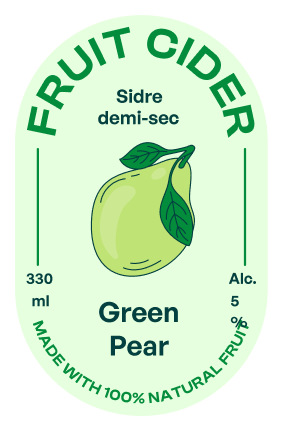 FRUIT CIDER
Sidre
demi-sec
330
ml
Alc.
5
%
Green
Pear
MADE WITH 100% NATURAL FRUIT